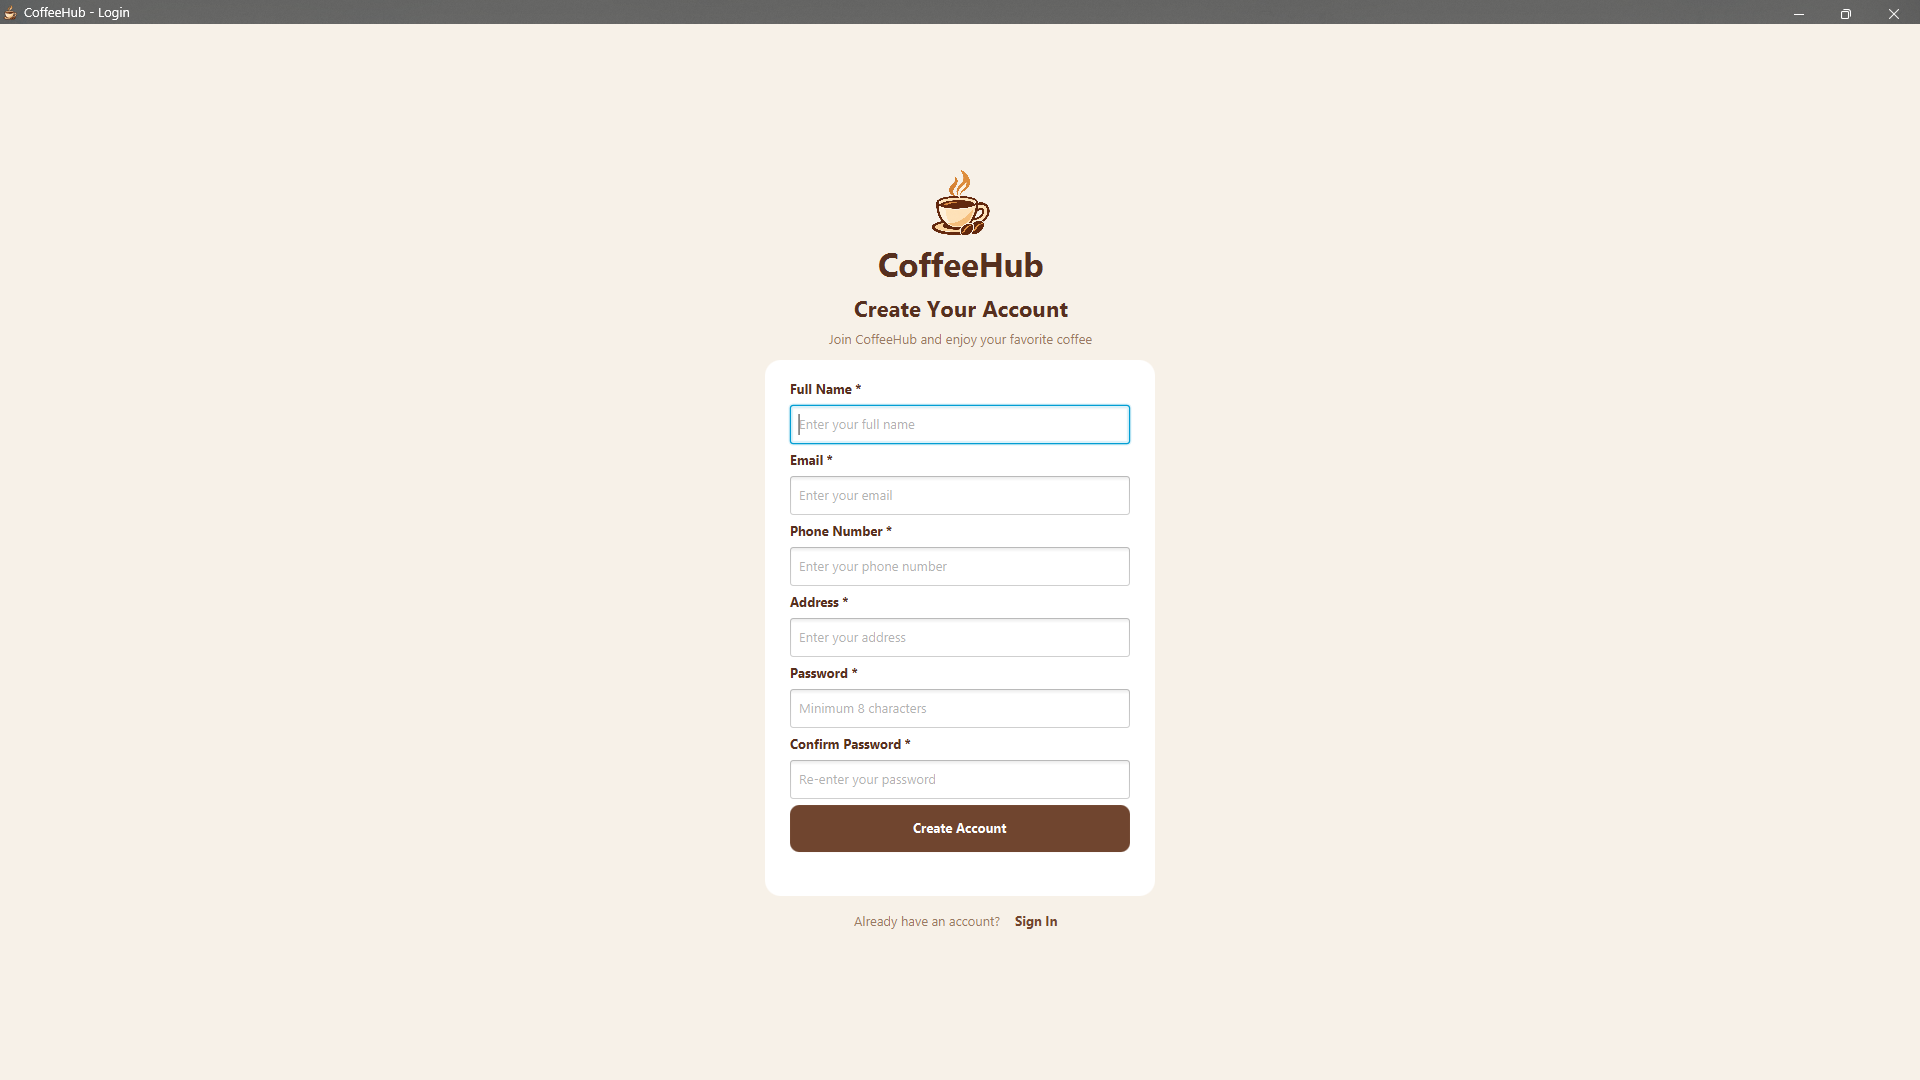 CoffeeHub - Login
CoffeeHub
Create Your Account
Join CoffeeHub and enjoy your favorite coffee
Full Name *
Enter your full name
Email *
Enter your email
Phone Number *
Enter your phone number
Address *
Enter your address
Password *
Minimum 8 characters
Confirm Password *
Re-enter your password
Create Account
Already have an account? Sign In